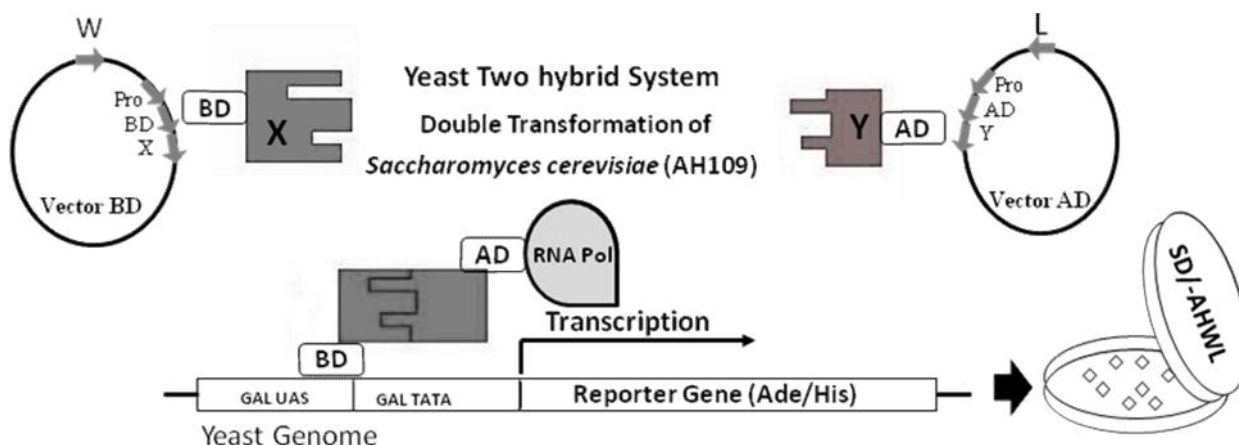 W
Pro
BD
X
Vector BD
BD
X
Yeast Two hybrid System
Double Transformation of
Saccharomyces cerevisiae (AH109)
Y
AD
L
Pro
AD
Y
Vector AD
AD
RNA Pol
Transcription
BD
GAL UAS
GAL TATA
Reporter Gene (Ade/His)
Yeast Genome
SD/-AHWL